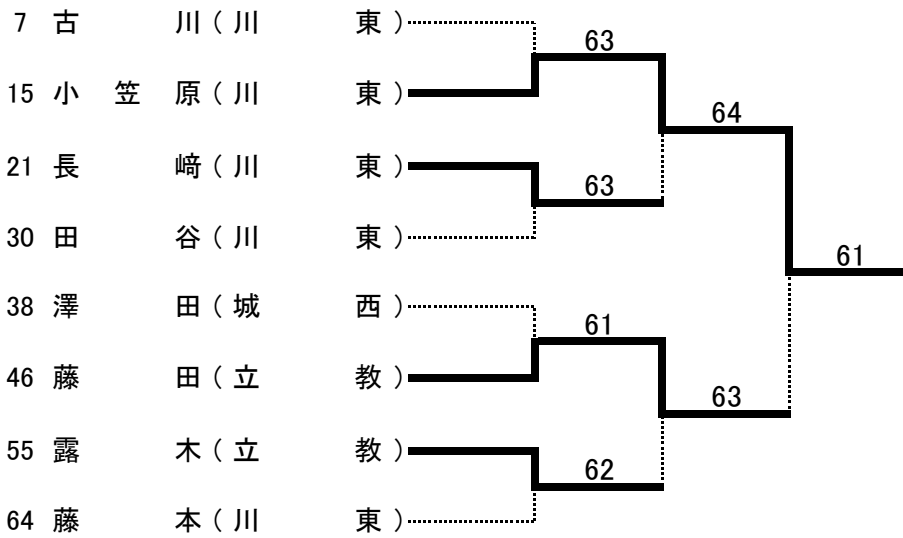 7 古 川 ( 川 東 )
63
15 小 笠 原 ( 川 東 )
64
21 長 﨑 ( 川 東 )
63
30 田 谷 ( 川 東 )
61
38 澤 田 ( 城 西 )
61
46 藤 田 ( 立 教 )
63
55 露 木 ( 立 教 )
62
64 藤 本 ( 川 東 )